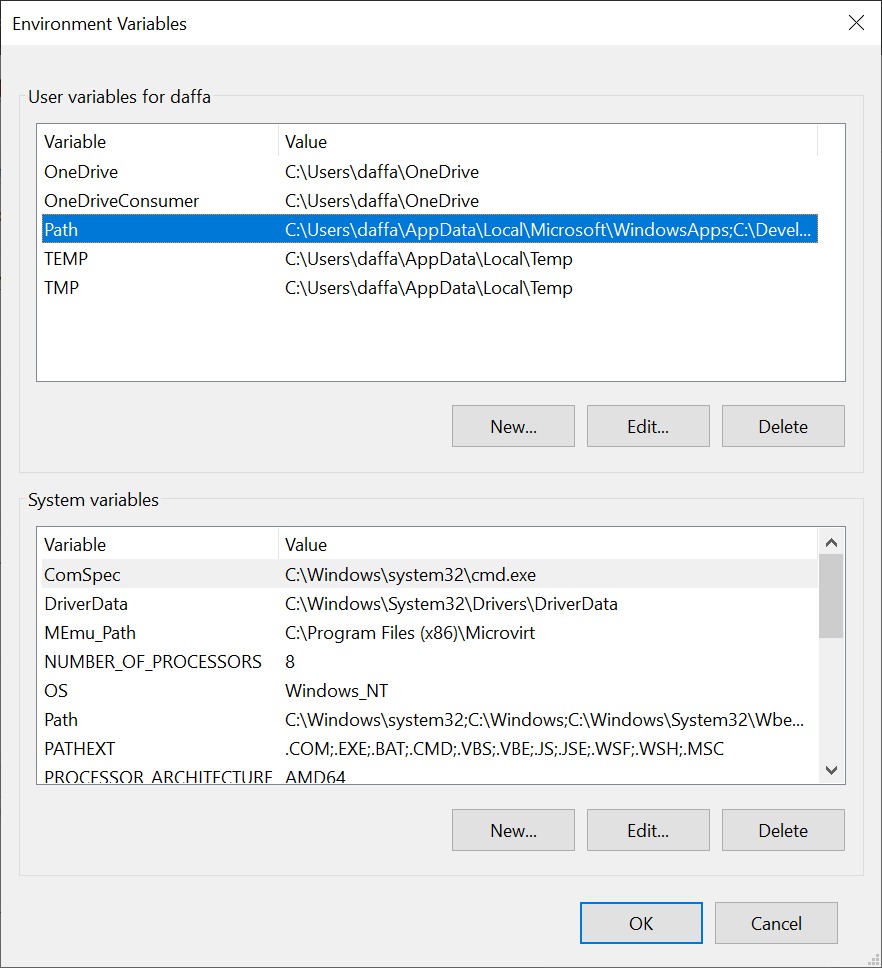 Environment Variables
User variables for daffa
Variable Value
OneDrive C:\Users\daffa\OneDrive
OneDriveConsumer C:\Users\daffa\OneDrive
Path C:\Users\daffa\AppData\Local\Microsoft\WindowsApps;C:\Devel...
TEMP C:\Users\daffa\AppData\Local\Temp
TMP C:\Users\daffa\AppData\Local\Temp
New... Edit... Delete
System variables
Variable Value
ComSpec C:\Windows\system32\cmd.exe
DriverData C:\Windows\System32\Drivers\DriverData
MEmu_Path C:\Program Files (x86)\Microvirt
NUMBER_OF_PROCESSORS 8
OS Windows_NT
Path C:\Windows\system32;C:\Windows;C:\Windows\System32\Wbe...
PATHEXT .COM;.EXE;.BAT;.CMD;.VBS;.VBE;.JS;.JSE;.WSF;.WSH;.MSC
PROCESSOR_ARCHITECTURE AMD64
New... Edit... Delete
OK Cancel